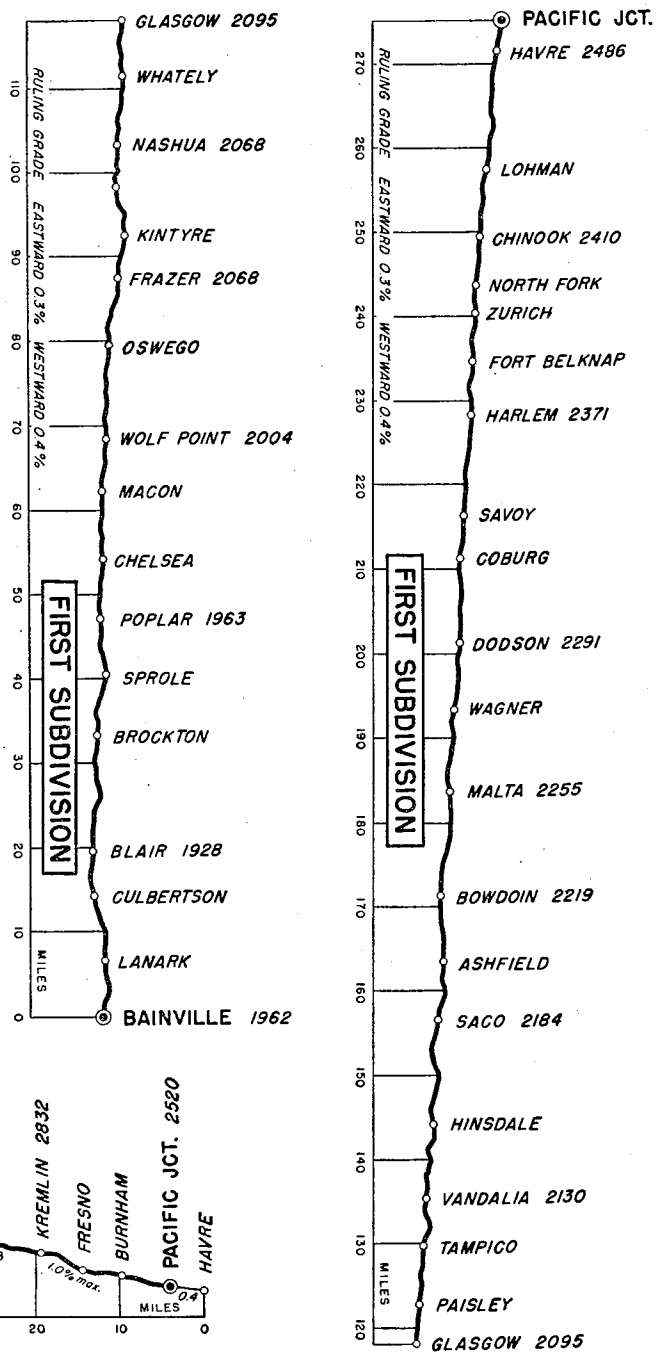 GLASGOW 2095
WHATELY
NASHUA 2068
KINTYRE
FRAZER 2068
OSWEGO
WOLF POINT 2004
MACON
CHELSEA
POPLAR 1963
SPROLE
BROCKTON
BLAIR 1928
CULBERTSON
LANARK
BAINVILLE 1962
RULING GRADE EASTWARD 0.3% WESTWARD 0.4%
FIRST SUBDIVISION
MILES
110
100
90
80
70
60
50
40
30
20
10
0
PACIFIC JCT.
HAVRE 2486
LOHMAN
CHINOOK 2410
NORTH FORK
ZURICH
FORT BELKNAP
HARLEM 2371
SAVOY
COBURG
DODSON 2291
WAGNER
MALTA 2255
BOWDOIN 2219
ASHFIELD
SACO 2184
HINSDALE
VANDALIA 2130
TAMPICO
PAISLEY
GLASGOW 2095
RULING GRADE EASTWARD 0.3% WESTWARD 0.4%
FIRST SUBDIVISION
MILES
270
260
250
240
230
220
210
200
190
180
170
160
150
140
130
120
KREMLIN 2832
FRESNO
BURNHAM
PACIFIC JCT. 2520
HAVRE
1.0% max.
0.4
MILES
20
10
0